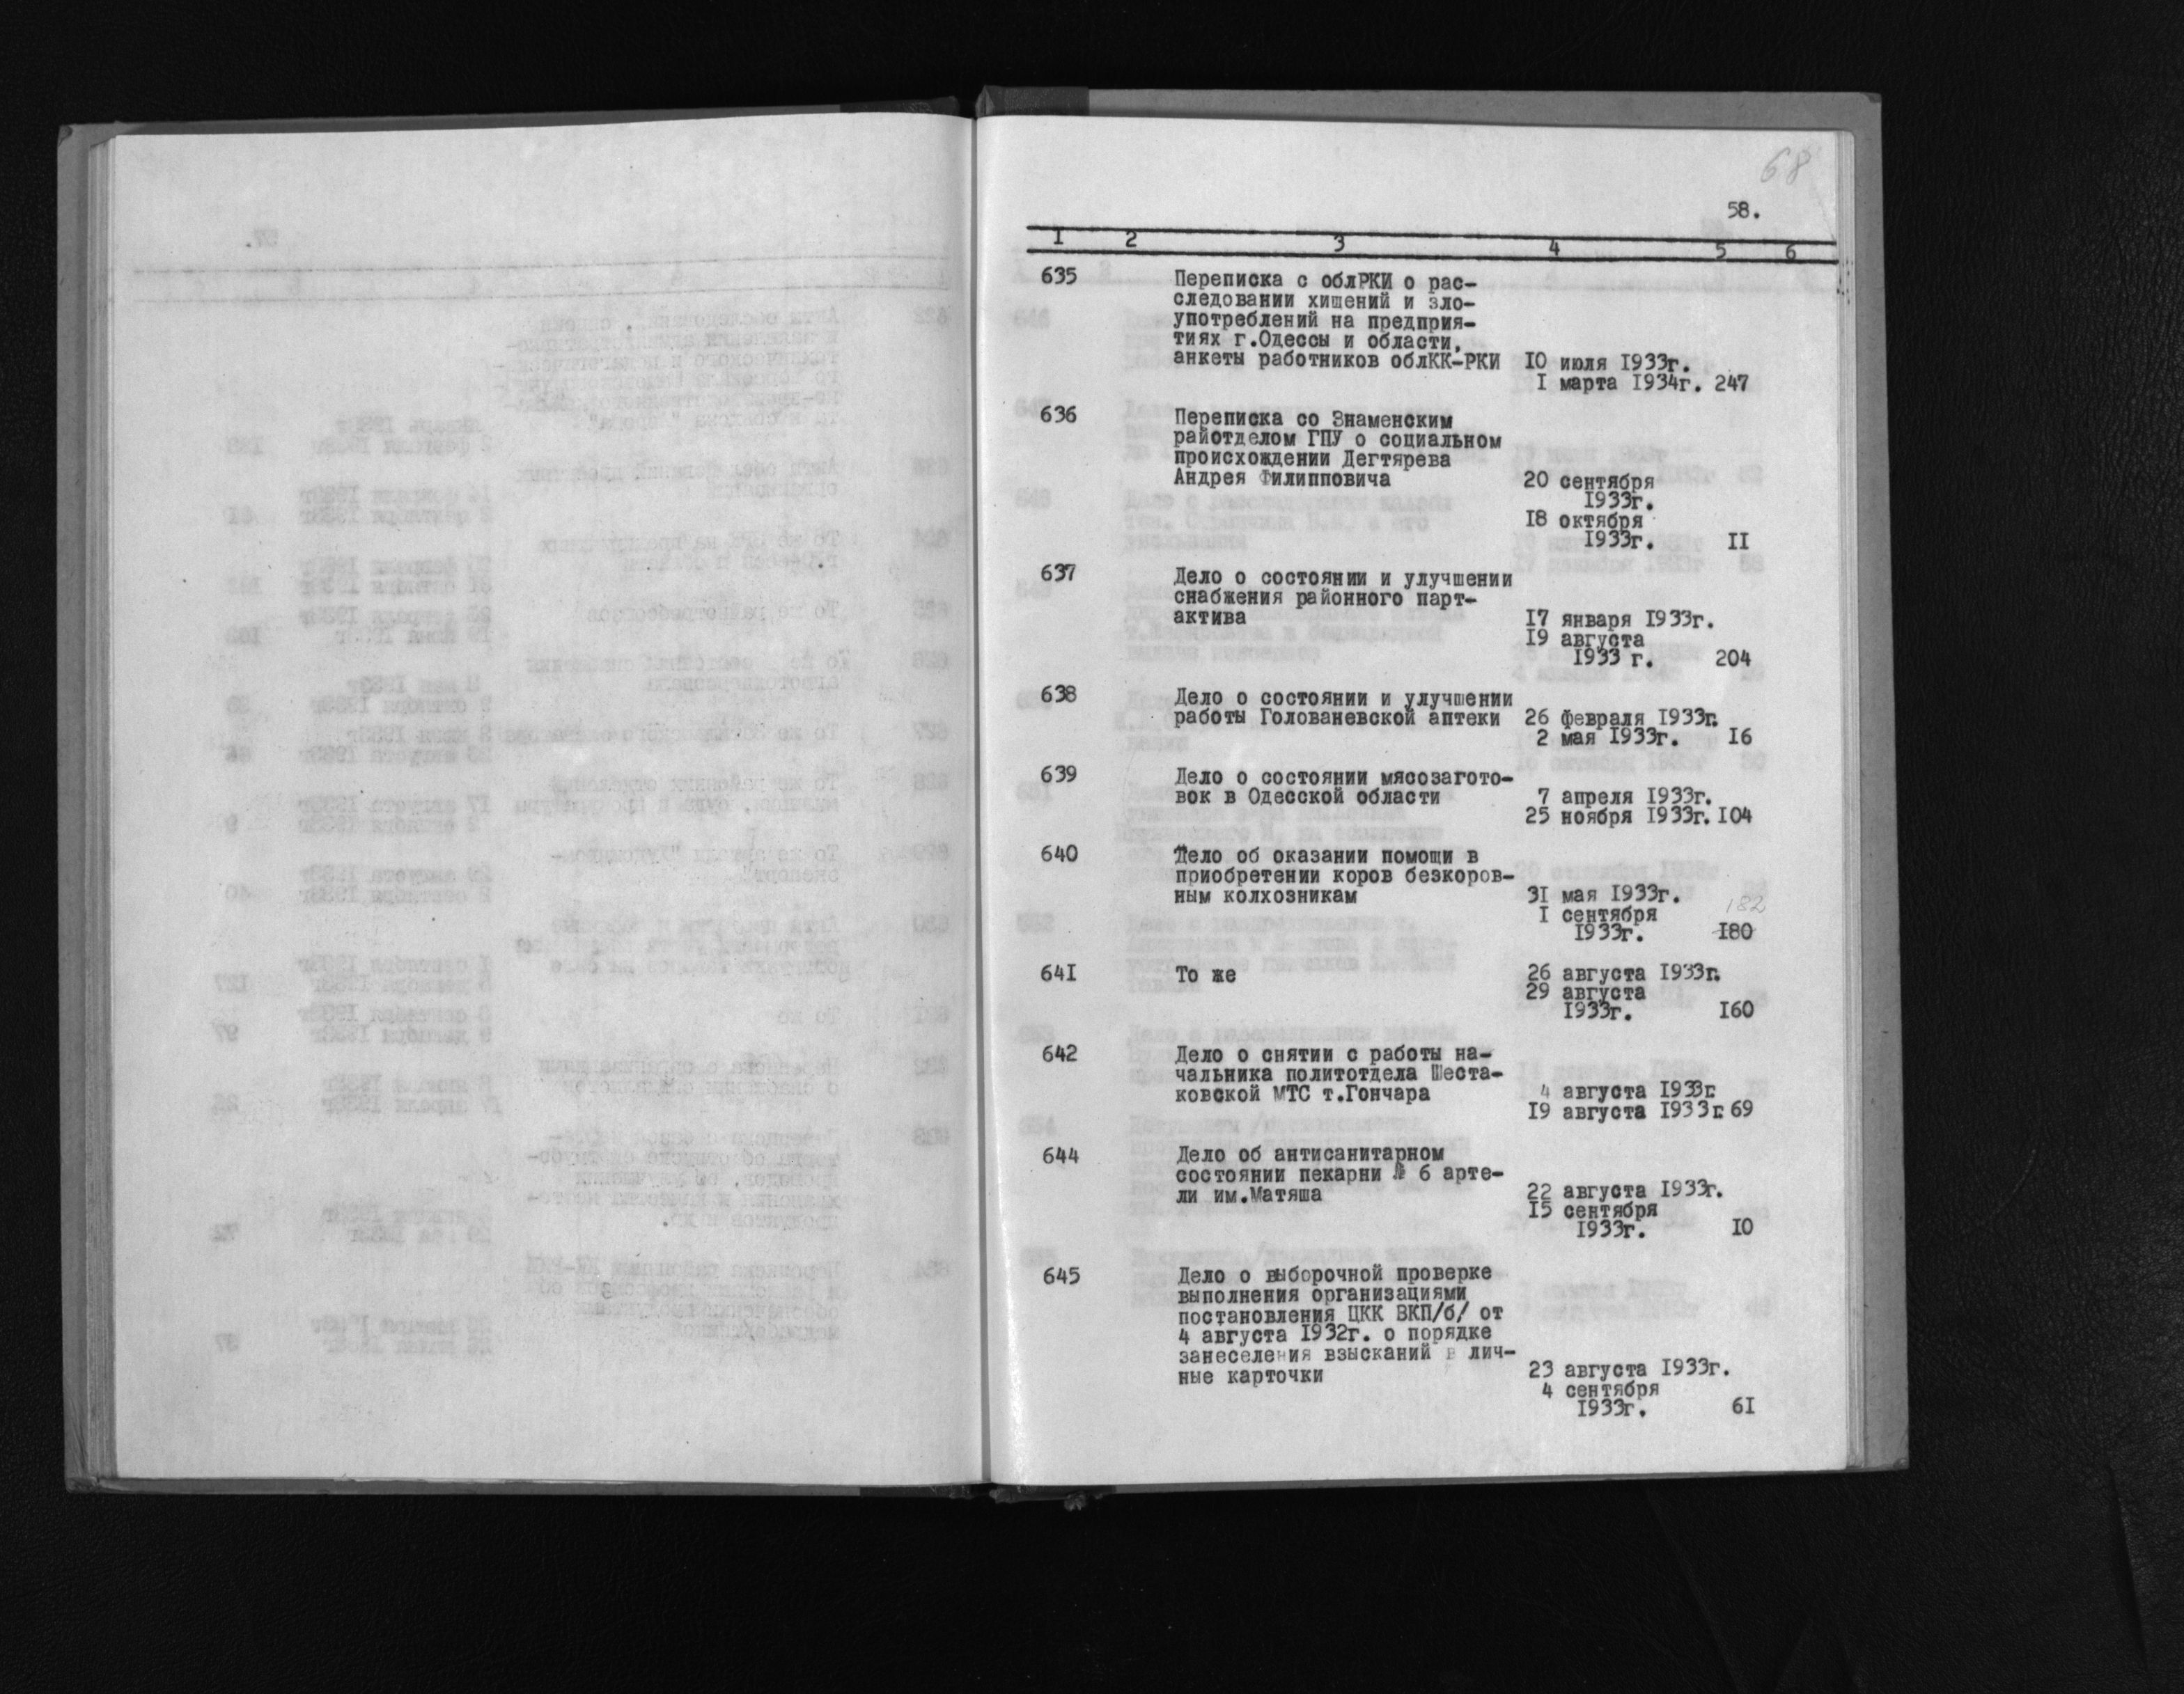 68
58.
I 2 3 4 5 6
635 Переписка с облРКИ о рас-
следовании хишений и зло-
употреблений на предприя-
тиях г.Одессы и области,
анкеты работников облКК-РКИ IO июля I933г.
I марта I934г. 247
636 Переписка со Знаменским
райотделом ГПУ о социальном
происхождении Дегтярева
Андрея Филипповича 20 сентября
I933г.
I8 октября
I933г. II
637 Дело о состоянии и улучшении
снабжения районного парт-
актива I7 января I933г.
I9 августа
I933 г. 204
638 Дело о состоянии и улучшении
работы Голованевской аптеки 26 февраля I933г.
2 мая I933г. I6
639 Дело о состоянии мясозагото-
вок в Одесской области 7 апреля I933г.
25 ноября I933г. I04
640 Дело об оказании помощи в
приобретении коров безкоров-
ным колхозникам 3I мая I933г.
I сентября 182
I933г. I80
64I То же 26 августа I933г.
29 августа
I933г. I60
642 Дело о снятии с работы на-
чальника политотдела Шеста-
ковской МТС т.Гончара 4 августа I933г.
I9 августа I933г. 69
644 Дело об антисанитарном
состоянии пекарни № 6 арте-
ли им.Матяша 22 августа I933г.
I5 сентября
I933г. IO
645 Дело о выборочной проверке
выполнения организациями
постановления ЦКК ВКП/б/ от
4 августа I932г. о порядке
занеселения взысканий в лич-
ные карточки 23 августа I933г.
4 сентября
I933г. 6I